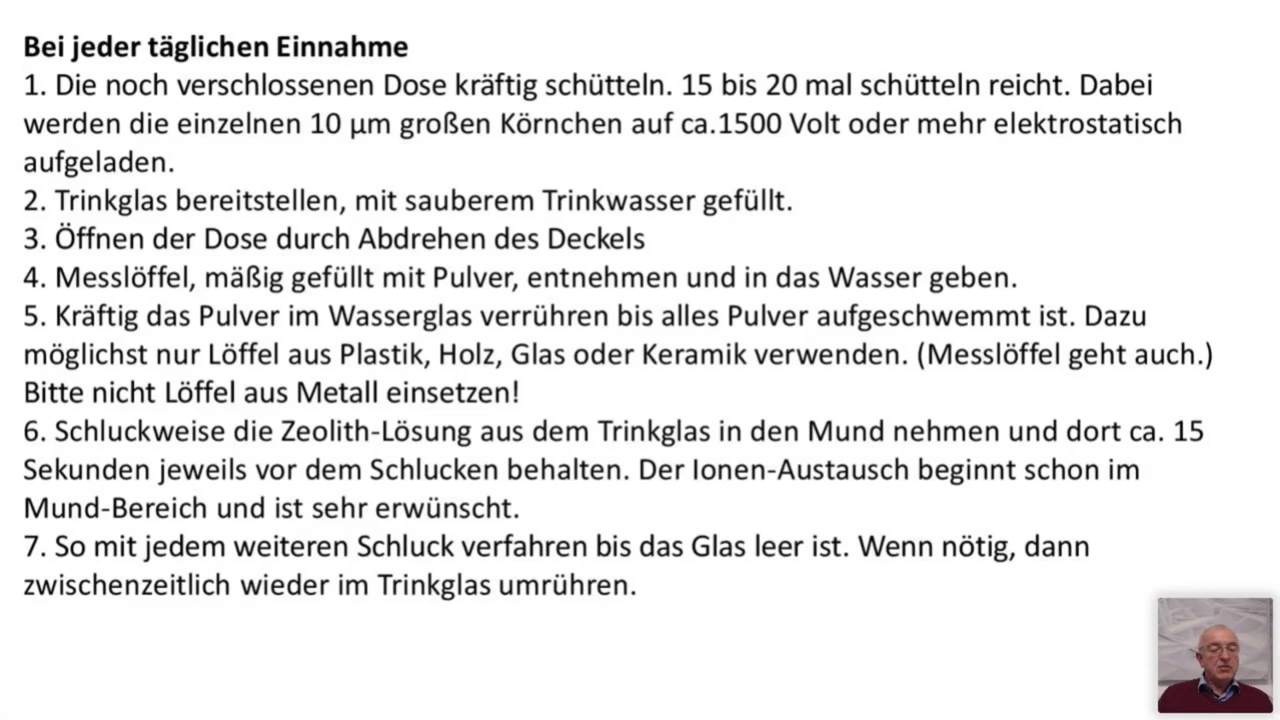 Bei jeder täglichen Einnahme
1. Die noch verschlossenen Dose kräftig schütteln. 15 bis 20 mal schütteln reicht. Dabei
werden die einzelnen 10 µm großen Körnchen auf ca.1500 Volt oder mehr elektrostatisch
aufgeladen.
2. Trinkglas bereitstellen, mit sauberem Trinkwasser gefüllt.
3. Öffnen der Dose durch Abdrehen des Deckels
4. Messlöffel, mäßig gefüllt mit Pulver, entnehmen und in das Wasser geben.
5. Kräftig das Pulver im Wasserglas verrühren bis alles Pulver aufgeschwemmt ist. Dazu
möglichst nur Löffel aus Plastik, Holz, Glas oder Keramik verwenden. (Messlöffel geht auch.)
Bitte nicht Löffel aus Metall einsetzen!
6. Schluckweise die Zeolith-Lösung aus dem Trinkglas in den Mund nehmen und dort ca. 15
Sekunden jeweils vor dem Schlucken behalten. Der Ionen-Austausch beginnt schon im
Mund-Bereich und ist sehr erwünscht.
7. So mit jedem weiteren Schluck verfahren bis das Glas leer ist. Wenn nötig, dann
zwischenzeitlich wieder im Trinkglas umrühren.